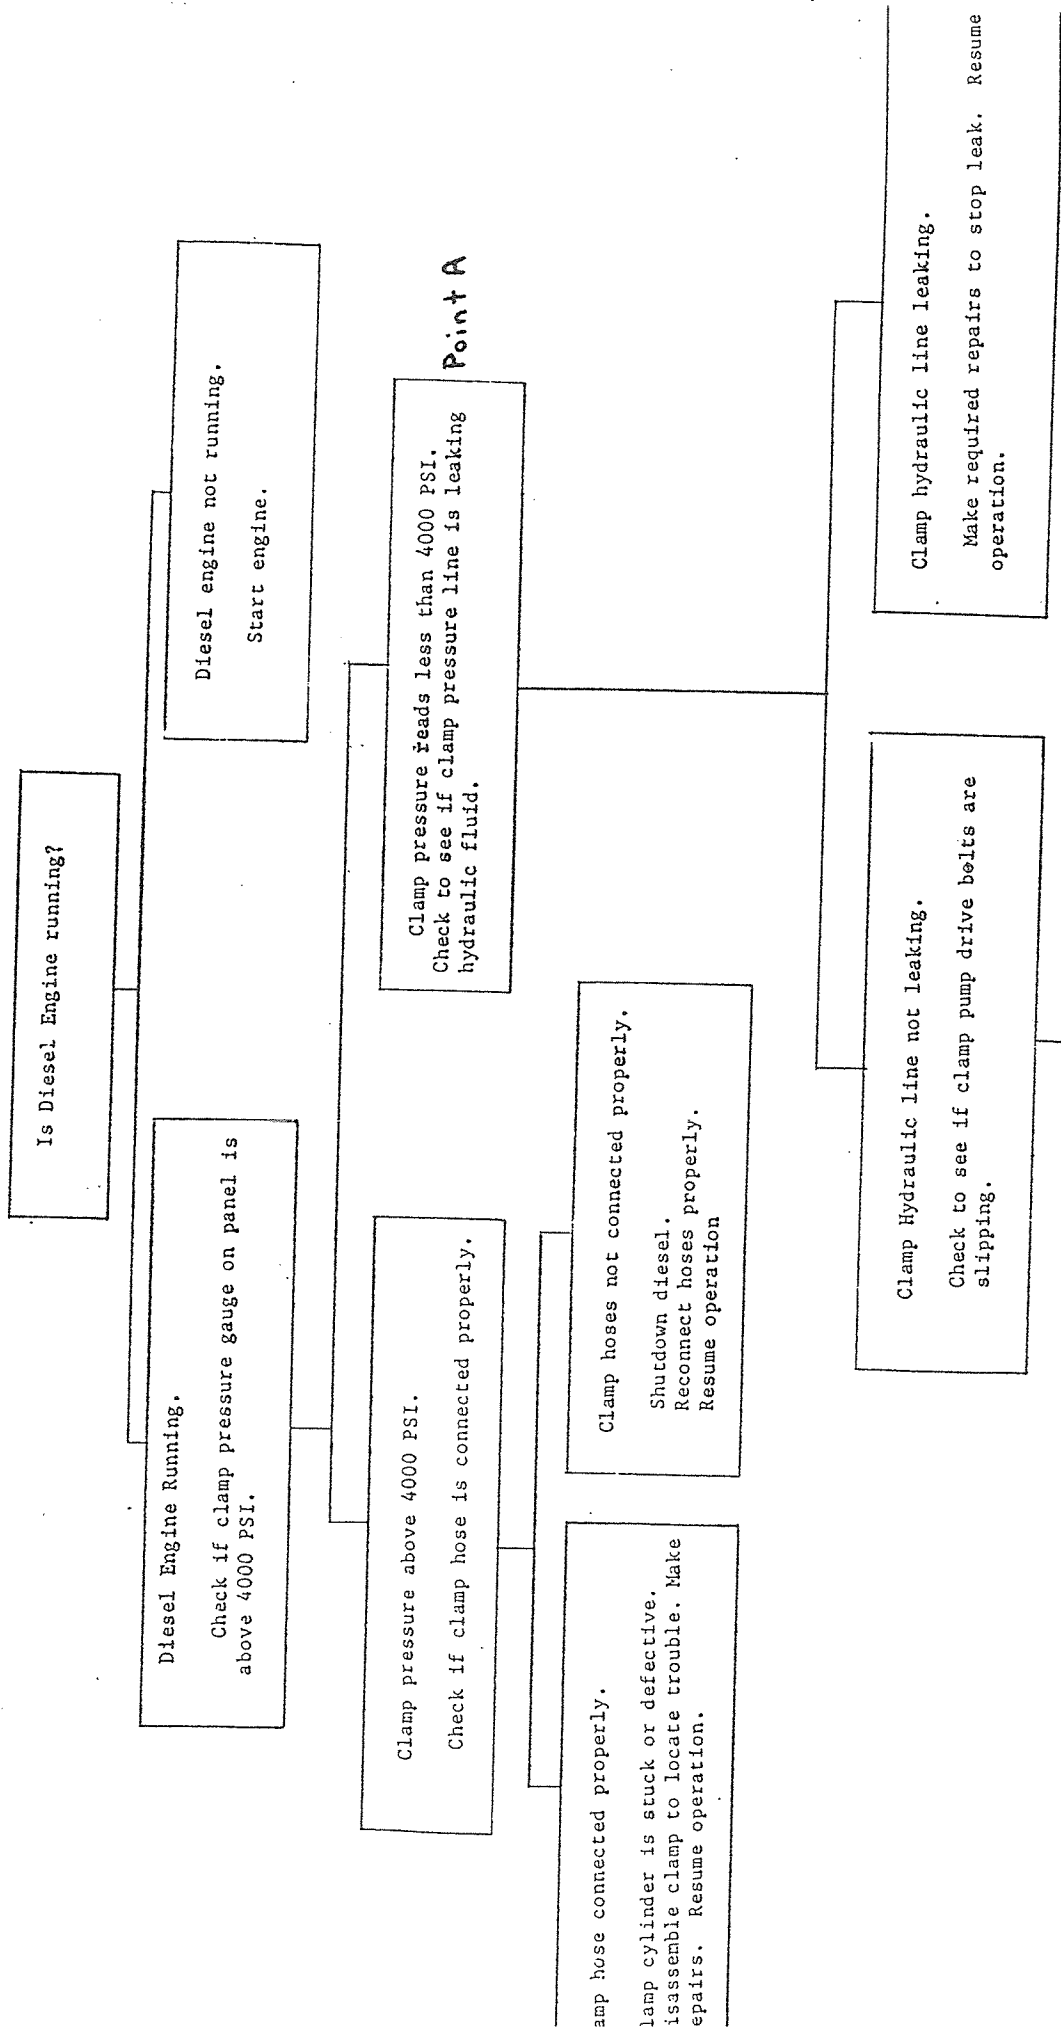 Is Diesel Engine running?
Diesel Engine Running.
Check if clamp pressure gauge on panel is
above 4000 PSI.
Diesel engine not running.
Start engine.
Clamp pressure above 4000 PSI.
Check if clamp hose is connected properly.
Clamp pressure reads less than 4000 PSI.
Check to see if clamp pressure line is leaking
hydraulic fluid.
Point A
amp hose connected properly.
lamp cylinder is stuck or defective.
isassemble clamp to locate trouble. Make
epairs. Resume operation.
Clamp hoses not connected properly.
Shutdown diesel.
Reconnect hoses properly.
Resume operation
Clamp Hydraulic line not leaking.
Check to see if clamp pump drive belts are
slipping.
Clamp hydraulic line leaking.
Make required repairs to stop leak. Resume
operation.